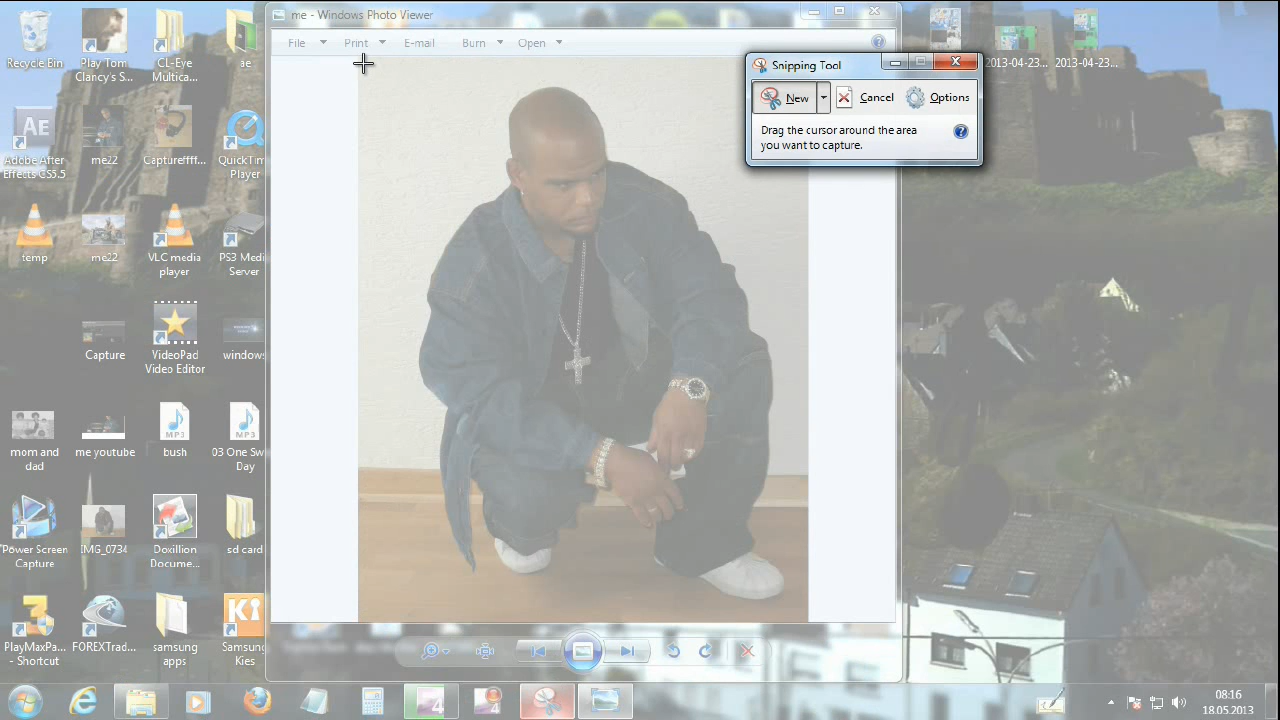 me - Windows Photo Viewer
File
Print
E-mail
Burn
Open
Snipping Tool
New
Cancel
Options
Drag the cursor around the area
you want to capture.
Recycle Bin
Play Tom
Clancy's S...
CL-Eye
Multica...
ae
2013-04-23...
2013-04-23...
Adobe After
Effects CS5.5
me22
Captureffff...
QuickTim
Player
temp
me22
VLC media
player
PS3 Medi
Server
Capture
VideoPad
Video Editor
windows
mom and
dad
me youtube
MP3
bush
MP3
03 One Sw
Day
Power Screen
Capture
IMG_0734
Doxillion
Docume...
sd card
PlayMaxPa...
- Shortcut
FOREXTrad...
samsung
apps
Samsung
Kies
08:16
18.05.2013